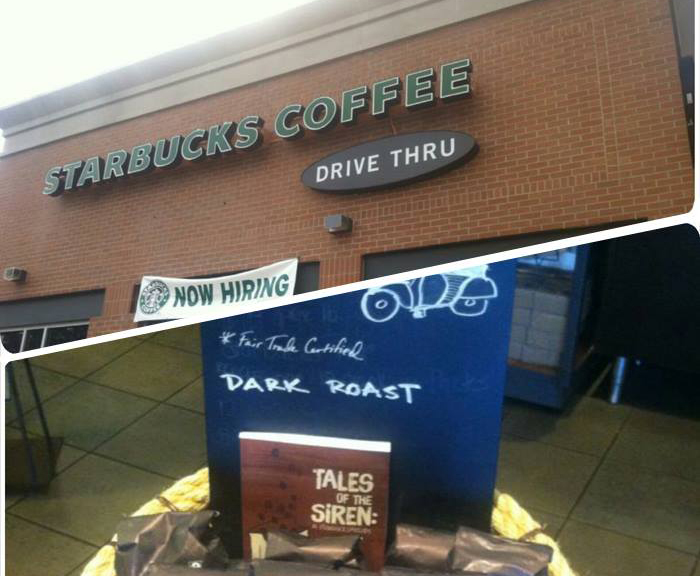 STARBUCKS COFFEE
DRIVE THRU
NOW HIRING
* Fair Trade Certified
DARK ROAST
TALES
OF THE
SiREN: